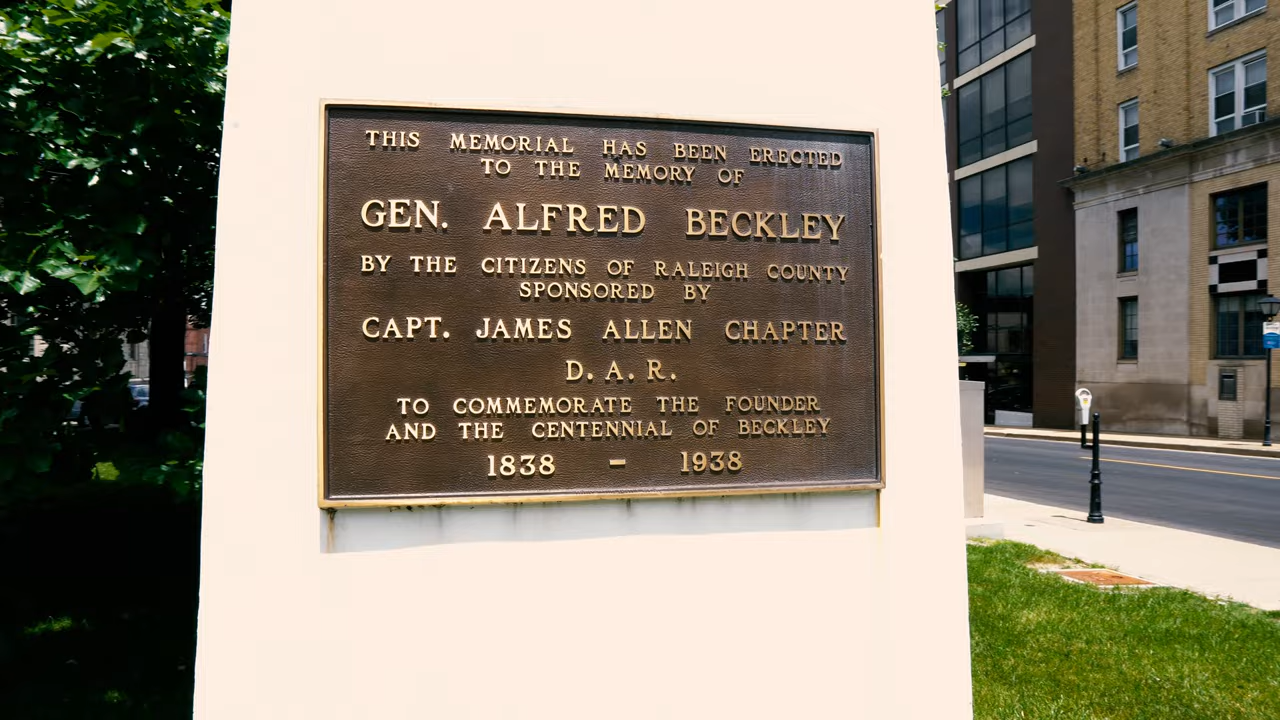 THIS MEMORIAL HAS BEEN ERECTED
TO THE MEMORY OF
GEN. ALFRED BECKLEY
BY THE CITIZENS OF RALEIGH COUNTY
SPONSORED BY
CAPT. JAMES ALLEN CHAPTER
D. A. R.
TO COMMEMORATE THE FOUNDER
AND THE CENTENNIAL OF BECKLEY
1838 - 1938